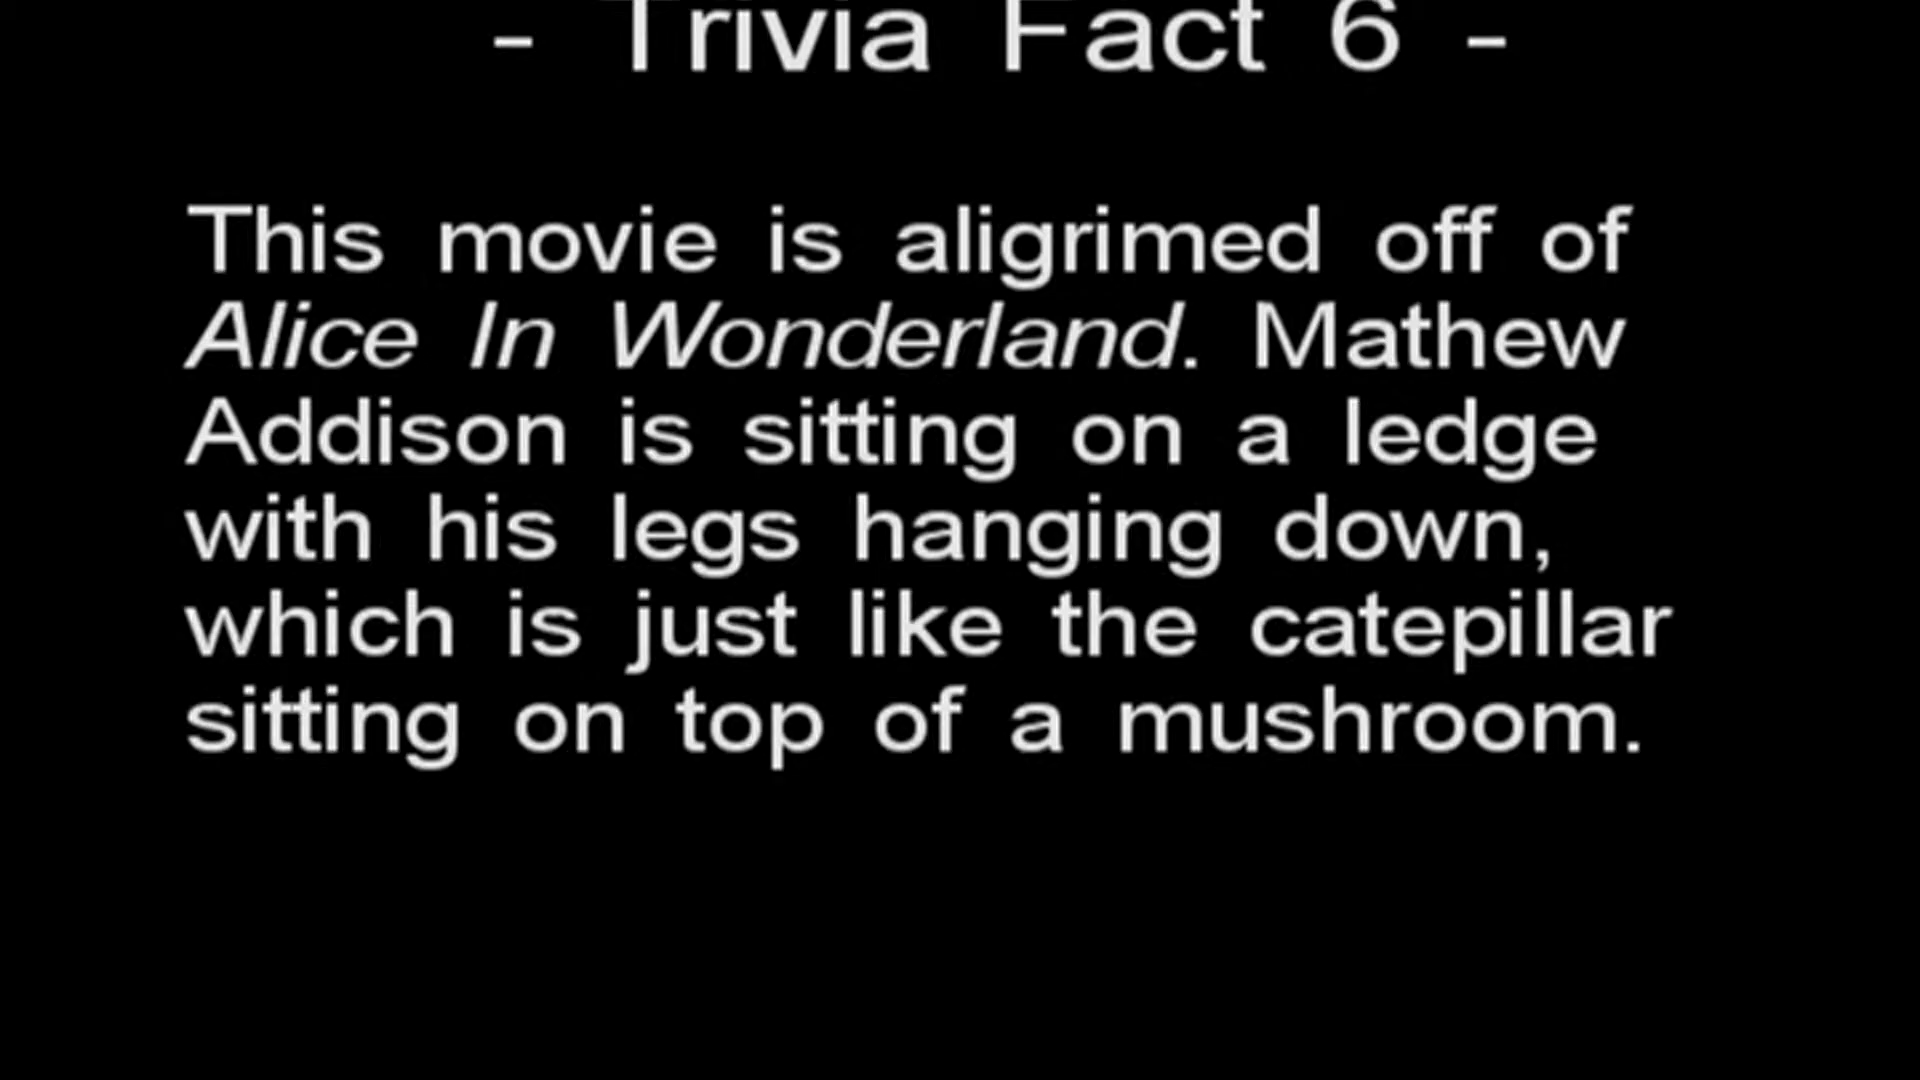 - Trivia Fact 6 -
This movie is aligrimed off of
Alice In Wonderland. Mathew
Addison is sitting on a ledge
with his legs hanging down,
which is just like the catepillar
sitting on top of a mushroom.